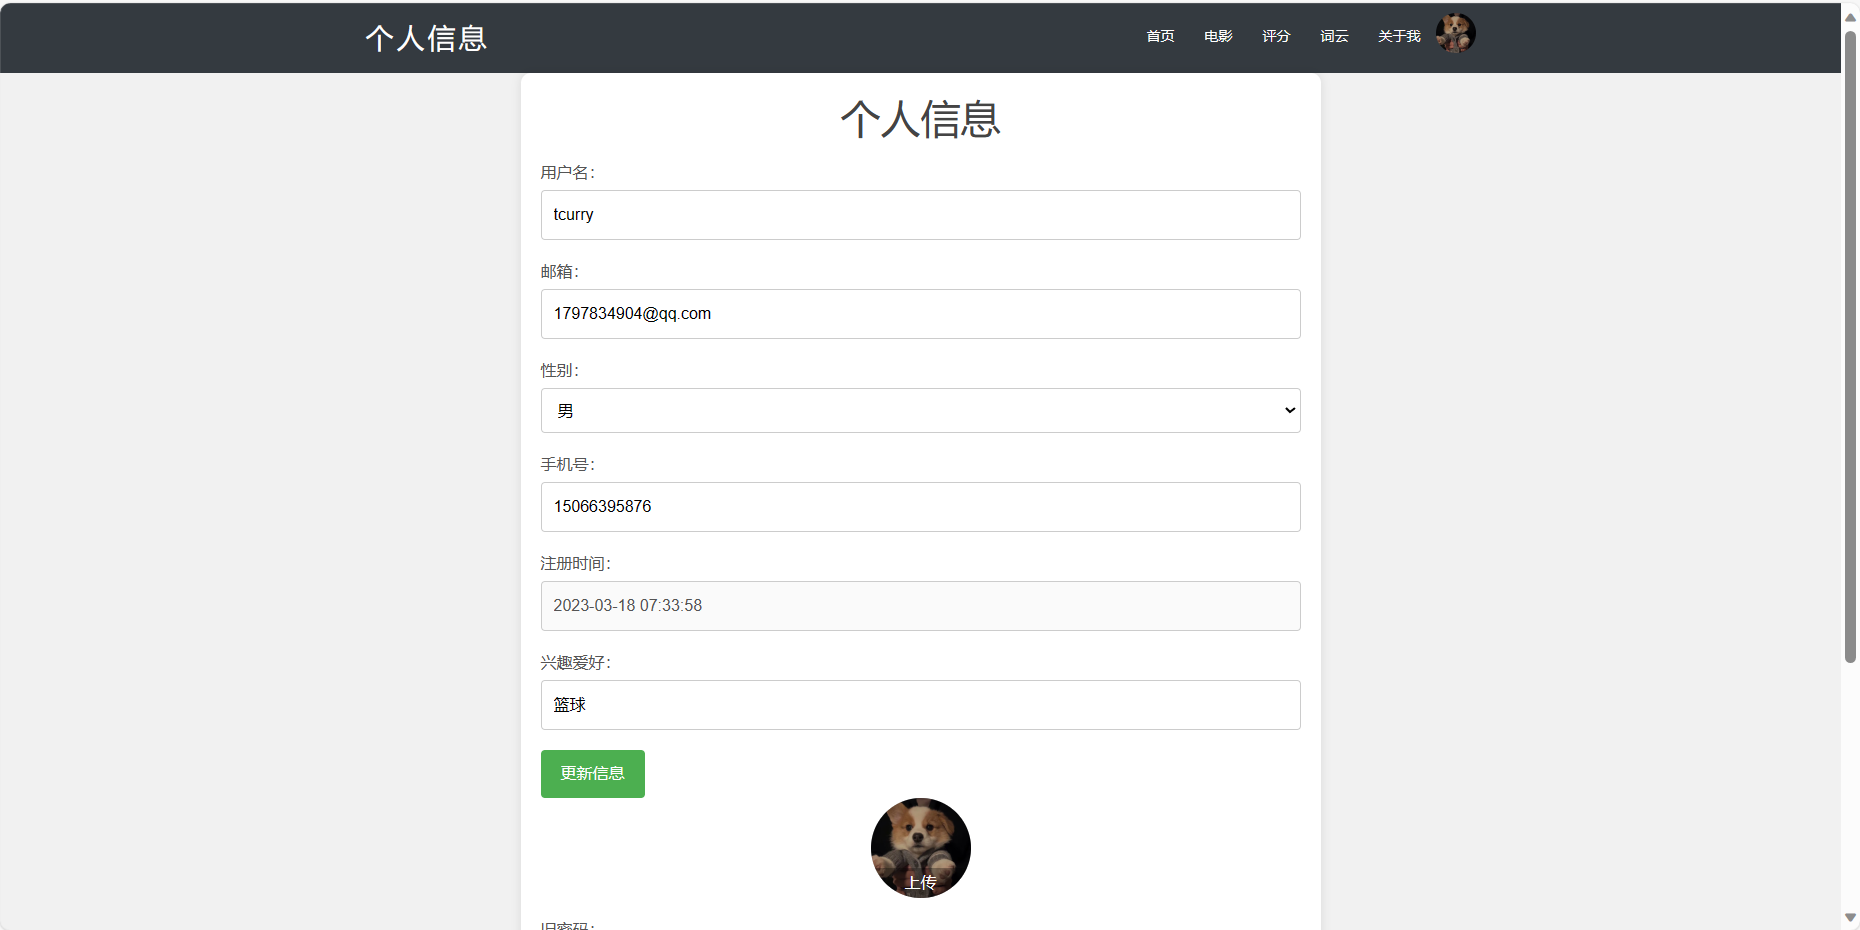 个人信息
首页 电影 评分 词云 关于我
个人信息
用户名：
tcurry
邮箱：
1797834904@qq.com
性别：
男
手机号：
15066395876
注册时间：
2023-03-18 07:33:58
兴趣爱好：
篮球
更新信息
上传
旧密码：